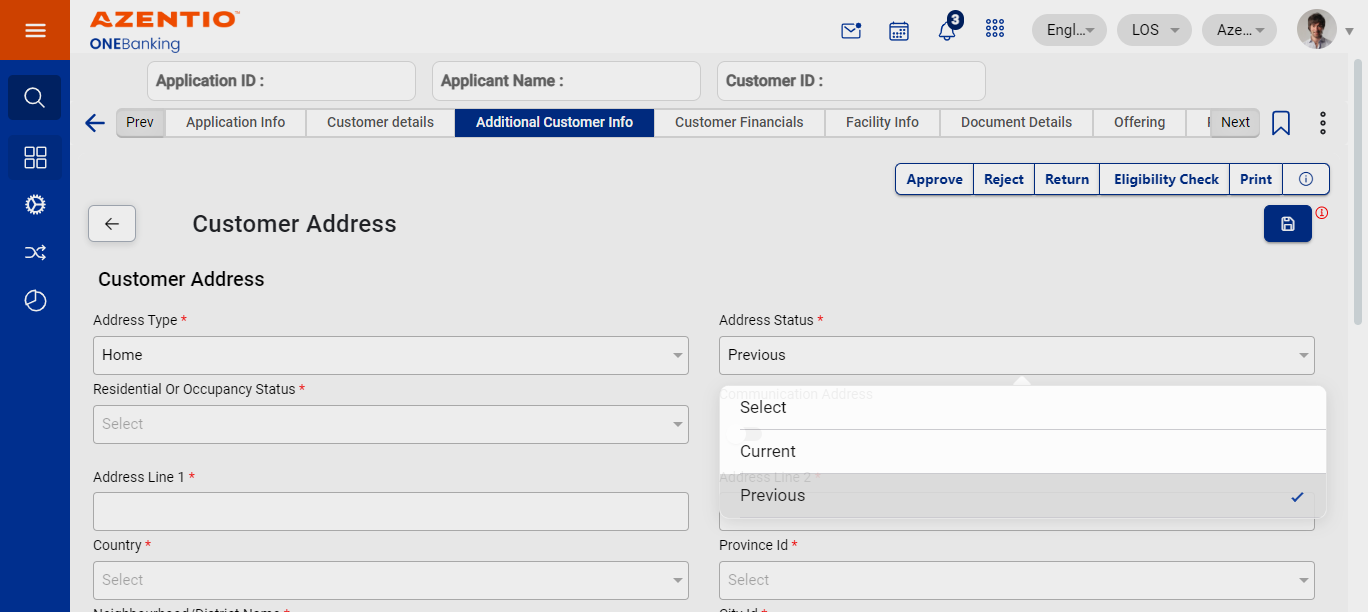 AZENTIO™
ONEBanking
3
Engl...
LOS
Aze...
Application ID :
Applicant Name :
Customer ID :
Prev
Application Info
Customer details
Additional Customer Info
Customer Financials
Facility Info
Document Details
Offering
Next
Approve
Reject
Return
Eligibility Check
Print
Customer Address
Customer Address
Address Type *
Address Status *
Home
Previous
Residential Or Occupancy Status *
Communication Address
Select
Select
Current
Address Line 1 *
Address Line 2 *
Previous
Country *
Province Id *
Select
Select
Neighbourhood/District Name *
City Id *